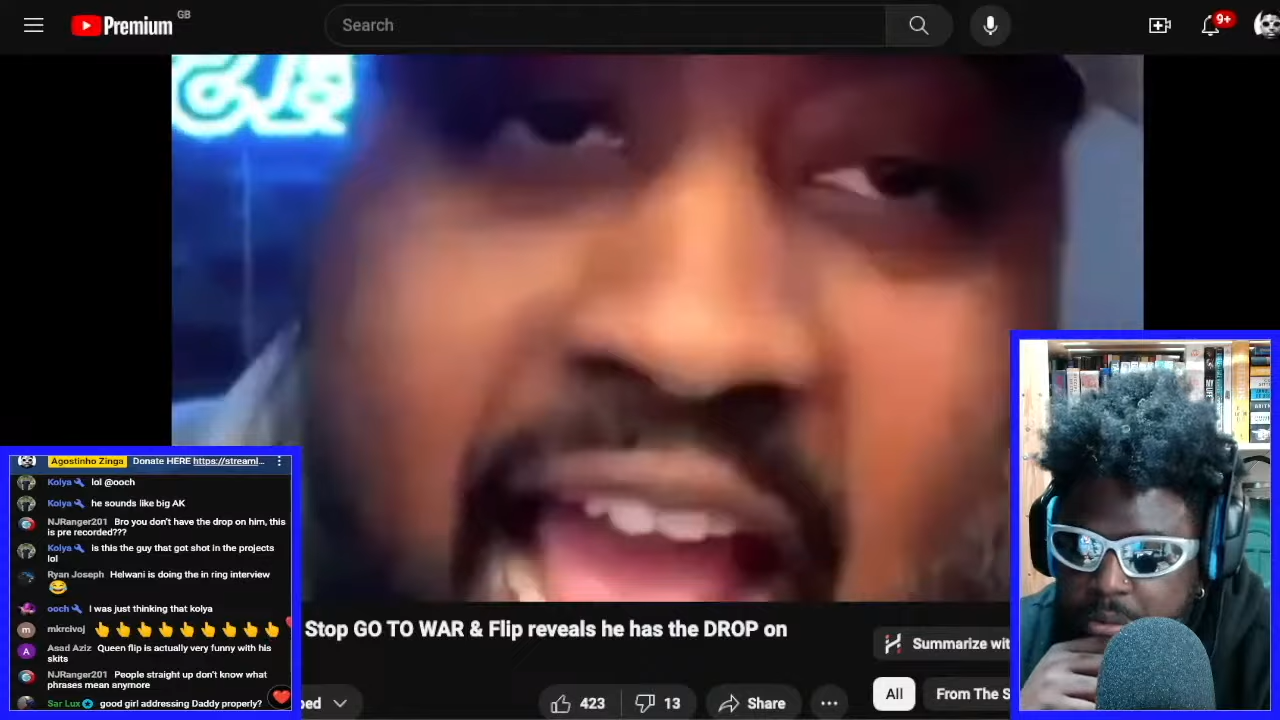 Premium GB
Search
9+
Agostinho Zinga Donate HERE https://streaml...
Kolya lol @ooch
Kolya he sounds like big AK
NJRanger201 Bro you don't have the drop on him, this
is pre recorded???
Kolya is this the guy that got shot in the projects
lol
Ryan Joseph Helwani is doing the in ring interview
😂
ooch I was just thinking that kolya
mkrcivoj 👆👆👆👆👆👆👆👆👆
Asad Aziz Queen flip is actually very funny with his
skits
NJRanger201 People straight up don't know what
phrases mean anymore
Sar Lux good girl addressing Daddy properly?
Stop GO TO WAR & Flip reveals he has the DROP on
Summarize wit
bed
423
13
Share
All
From The S